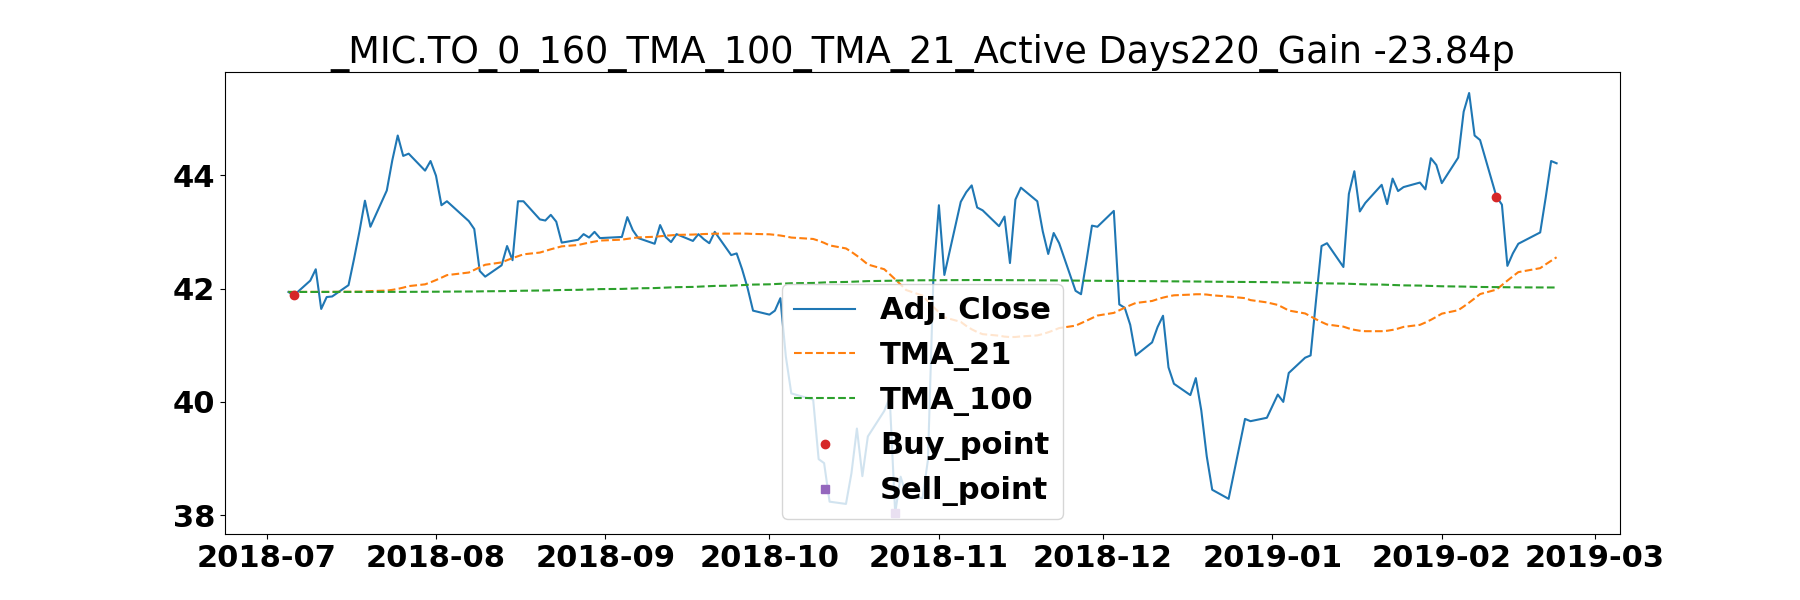 _MIC.TO_0_160_TMA_100_TMA_21_Active Days220_Gain -23.84p
44
42
40
38
Adj. Close
TMA_21
TMA_100
Buy_point
Sell_point
2018-07 2018-08 2018-09 2018-10 2018-11 2018-12 2019-01 2019-02 2019-03